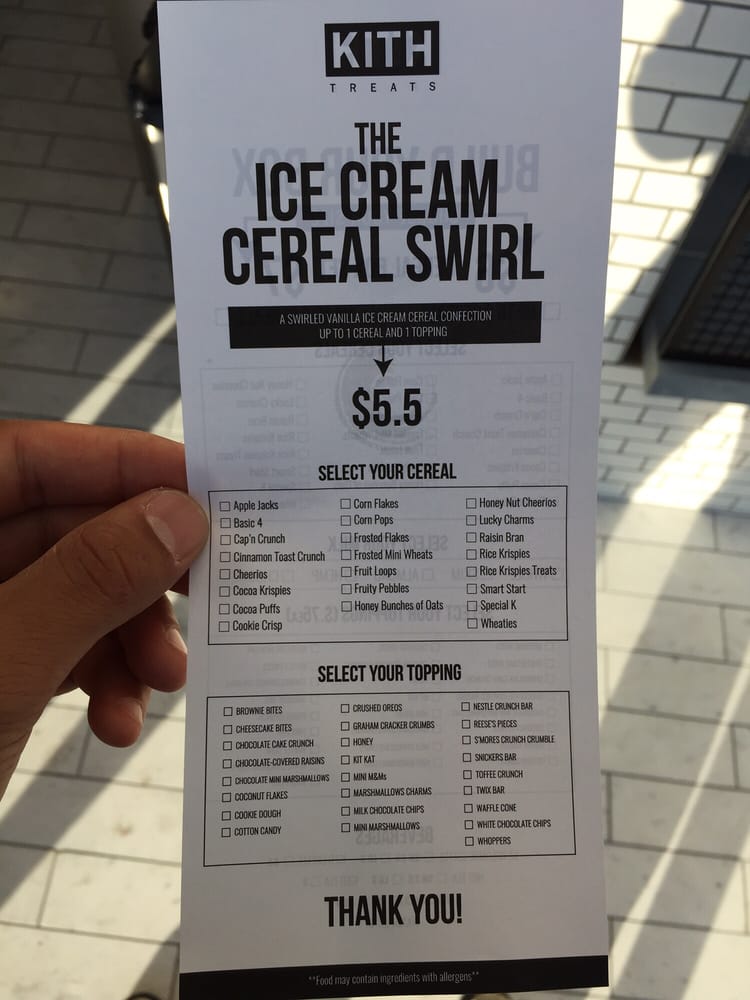 KITH
TREATS
THE
ICE CREAM
CEREAL SWIRL
A SWIRLED VANILLA ICE CREAM CEREAL CONFECTION
UP TO 1 CEREAL AND 1 TOPPING
$5.5
SELECT YOUR CEREAL
Apple Jacks
Basic 4
Cap'n Crunch
Cinnamon Toast Crunch
Cheerios
Cocoa Krispies
Cocoa Puffs
Cookie Crisp
Corn Flakes
Corn Pops
Frosted Flakes
Frosted Mini Wheats
Fruit Loops
Fruity Pebbles
Honey Bunches of Oats
Honey Nut Cheerios
Lucky Charms
Raisin Bran
Rice Krispies
Rice Krispies Treats
Smart Start
Special K
Wheaties
SELECT YOUR TOPPING
BROWNIE BITES
CHEESECAKE BITES
CHOCOLATE CAKE CRUNCH
CHOCOLATE-COVERED RAISINS
CHOCOLATE MINI MARSHMALLOWS
COCONUT FLAKES
COOKIE DOUGH
COTTON CANDY
CRUSHED OREOS
GRAHAM CRACKER CRUMBS
HONEY
KIT KAT
MINI M&Ms
MARSHMALLOWS CHARMS
MILK CHOCOLATE CHIPS
MINI MARSHMALLOWS
NESTLE CRUNCH BAR
REESE'S PIECES
S'MORES CRUNCH CRUMBLE
SNICKERS BAR
TOFFEE CRUNCH
TWIX BAR
WAFFLE CONE
WHITE CHOCOLATE CHIPS
WHOPPERS
THANK YOU!
**Food may contain ingredients with allergens**